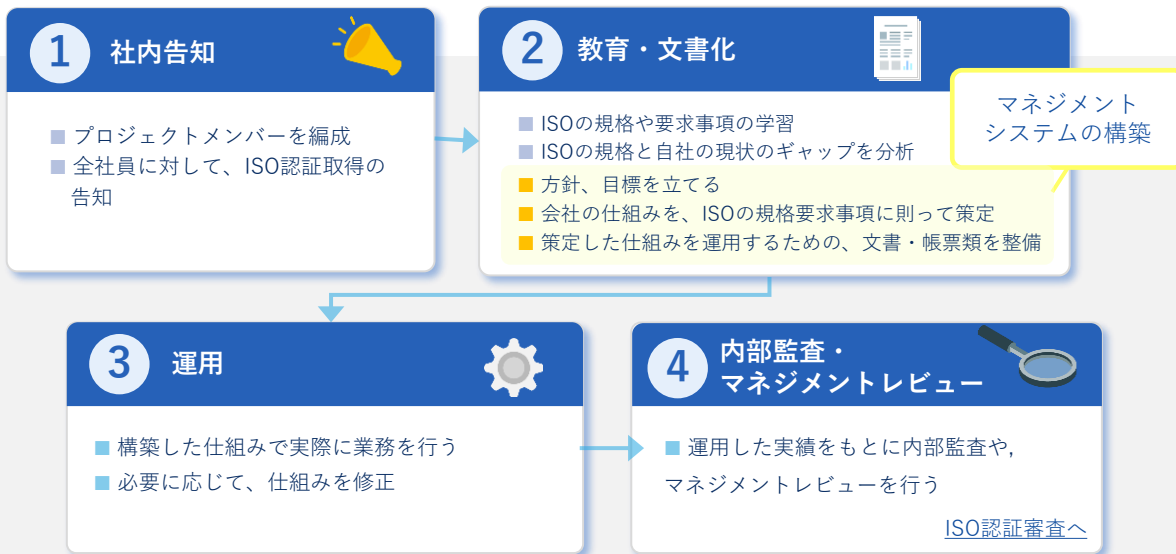 1 社内告知
プロジェクトメンバーを編成
全社員に対して、ISO認証取得の
告知
2 教育・文書化
マネジメント
システムの構築
ISOの規格や要求事項の学習
ISOの規格と自社の現状のギャップを分析
方針、目標を立てる
会社の仕組みを、ISOの規格要求事項に則って策定
策定した仕組みを運用するための、文書・帳票類を整備
3 運用
構築した仕組みで実際に業務を行う
必要に応じて、仕組みを修正
4 内部監査・
マネジメントレビュー
運用した実績をもとに内部監査や,
マネジメントレビューを行う
ISO認証審査へ